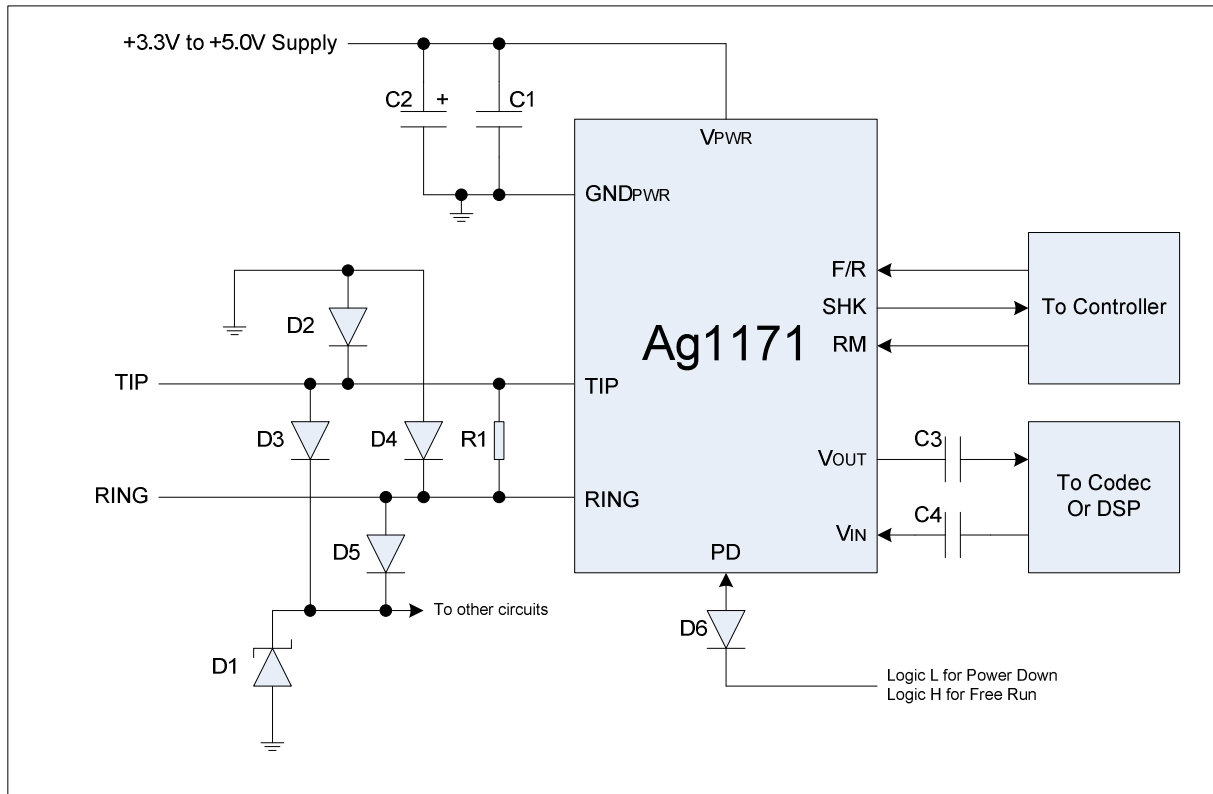 +3.3V to +5.0V Supply
C2
+
C1
VPWR
GNDPWR
F/R
SHK
RM
To Controller
D2
Ag1171
TIP
TIP
D3
D4
R1
VOUT
C3
To Codec
Or DSP
RING
RING
C4
VIN
D5
PD
To other circuits
D6
D1
Logic L for Power Down
Logic H for Free Run